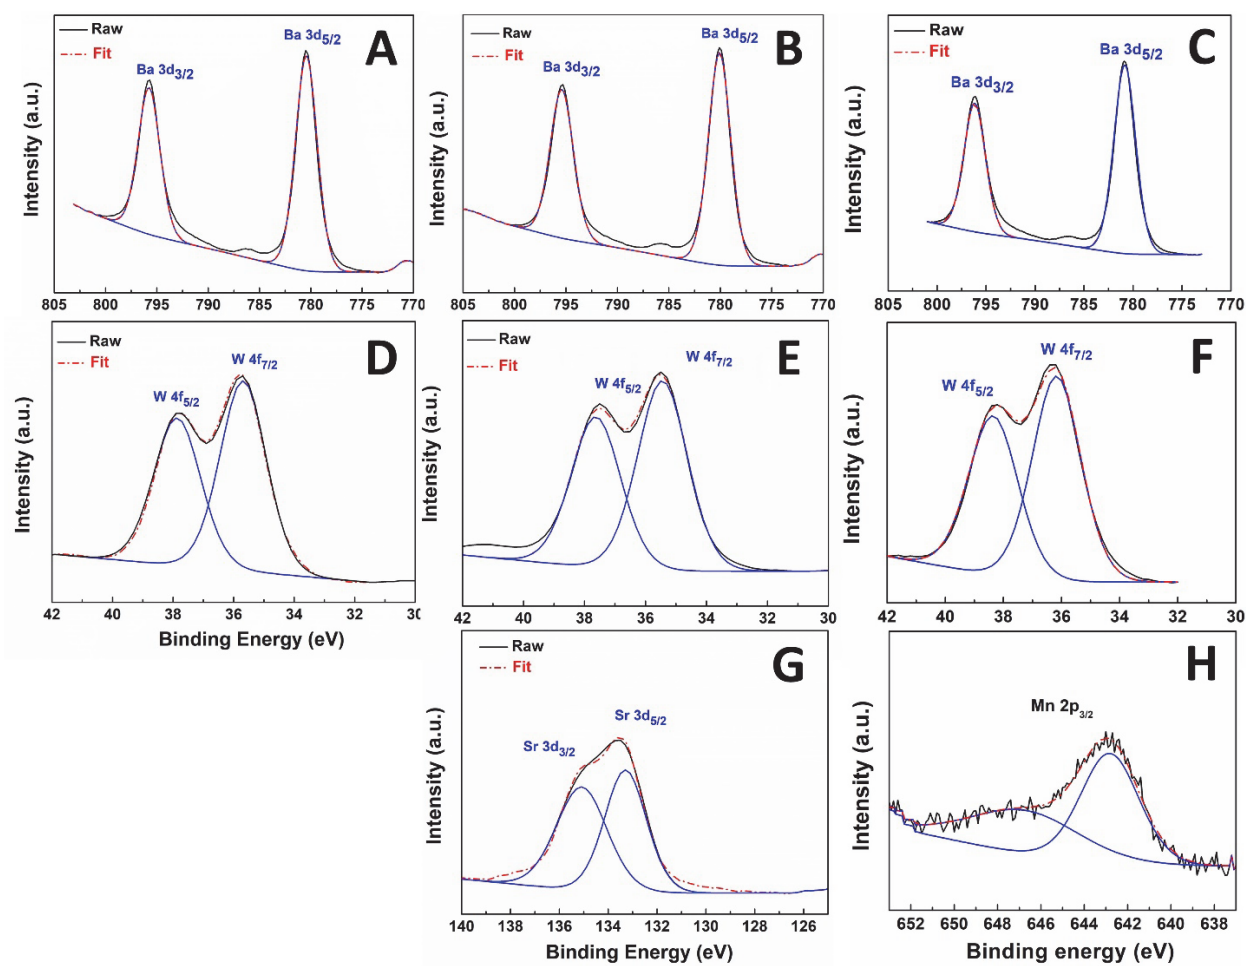 Raw
Fit
Ba 3d3/2
Ba 3d5/2
A
Intensity (a.u.)
805 800 795 790 785 780 775 770
Raw
Fit
Ba 3d3/2
Ba 3d5/2
B
Intensity (a.u.)
805 800 795 790 785 780 775 770
Raw
Fit
Ba 3d3/2
Ba 3d5/2
C
Intensity (a.u.)
805 800 795 790 785 780 775 770
Raw
Fit
W 4f5/2
W 4f7/2
D
Intensity (a.u.)
42 40 38 36 34 32 30
Binding Energy (eV)
Raw
Fit
W 4f5/2
W 4f7/2
E
Intensity (a.u.)
42 40 38 36 34 32 30
Raw
Fit
W 4f5/2
W 4f7/2
F
Intensity (a.u.)
42 40 38 36 34 32 30
Raw
Fit
Sr 3d3/2
Sr 3d5/2
G
Intensity (a.u.)
140 138 136 134 132 130 128 126
Binding Energy (eV)
Mn 2p3/2
H
Intensity (a.u.)
652 650 648 646 644 642 640 638
Binding energy (eV)